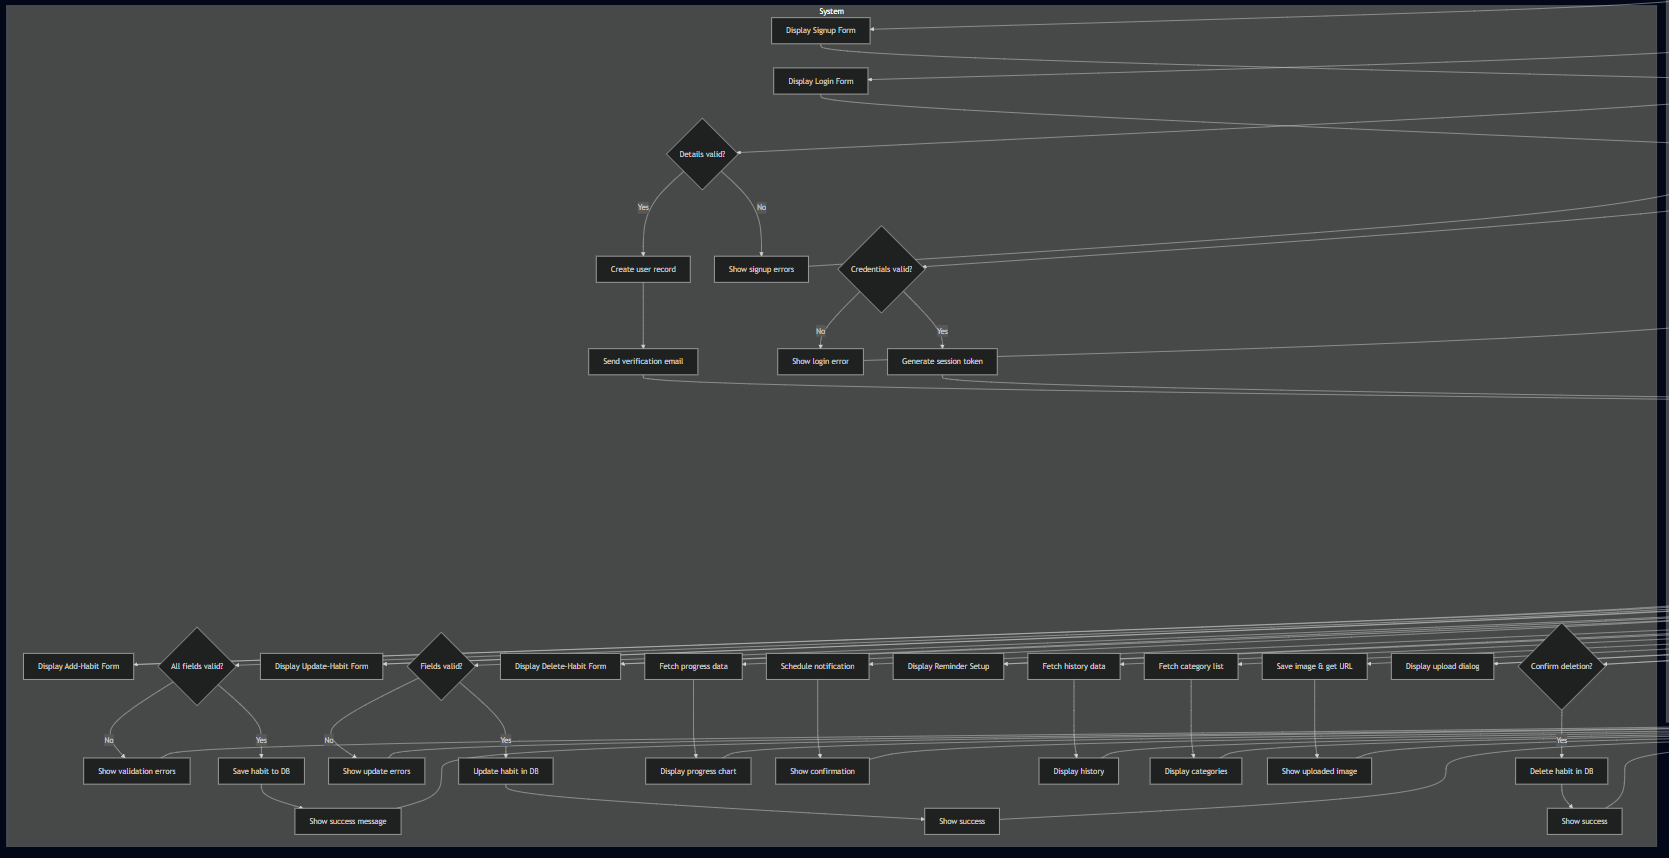 System
Display Signup Form
Display Login Form
Details valid?
Yes
No
Create user record
Show signup errors
Credentials valid?
No
Yes
Send verification email
Show login error
Generate session token
Display Add-Habit Form
All fields valid?
Display Update-Habit Form
Fields valid?
Display Delete-Habit Form
Fetch progress data
Schedule notification
Display Reminder Setup
Fetch history data
Fetch category list
Save image & get URL
Display upload dialog
Confirm deletion?
No
Yes
No
Yes
Yes
Show validation errors
Save habit to DB
Show update errors
Update habit in DB
Display progress chart
Show confirmation
Display history
Display categories
Show uploaded image
Delete habit in DB
Show success message
Show success
Show success